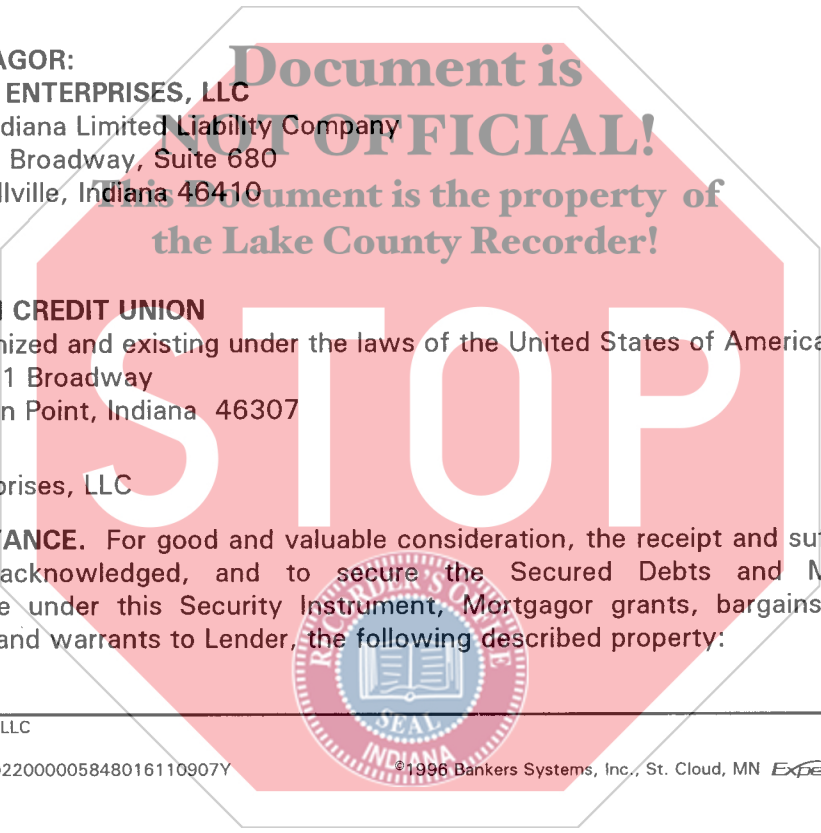 AGOR:
Document is
ENTERPRISES, LLC
diana Limited Liability Company
NOT OFFICIAL!
Broadway, Suite 680
llville, Indiana 46410
This Document is the property of
the Lake County Recorder!
CREDIT UNION
nized and existing under the laws of the United States of America
1 Broadway
n Point, Indiana 46307
STOP
prises, LLC
TANCE. For good and valuable consideration, the receipt and su
acknowledged, and to secure the Secured Debts and M
e under this Security Instrument, Mortgagor grants, bargains
and warrants to Lender, the following described property:
RECORDER'S OFFICE
SEAL
INDIANA
LLC
22000005848016110907Y
©1996 Bankers Systems, Inc., St. Cloud, MN Expe